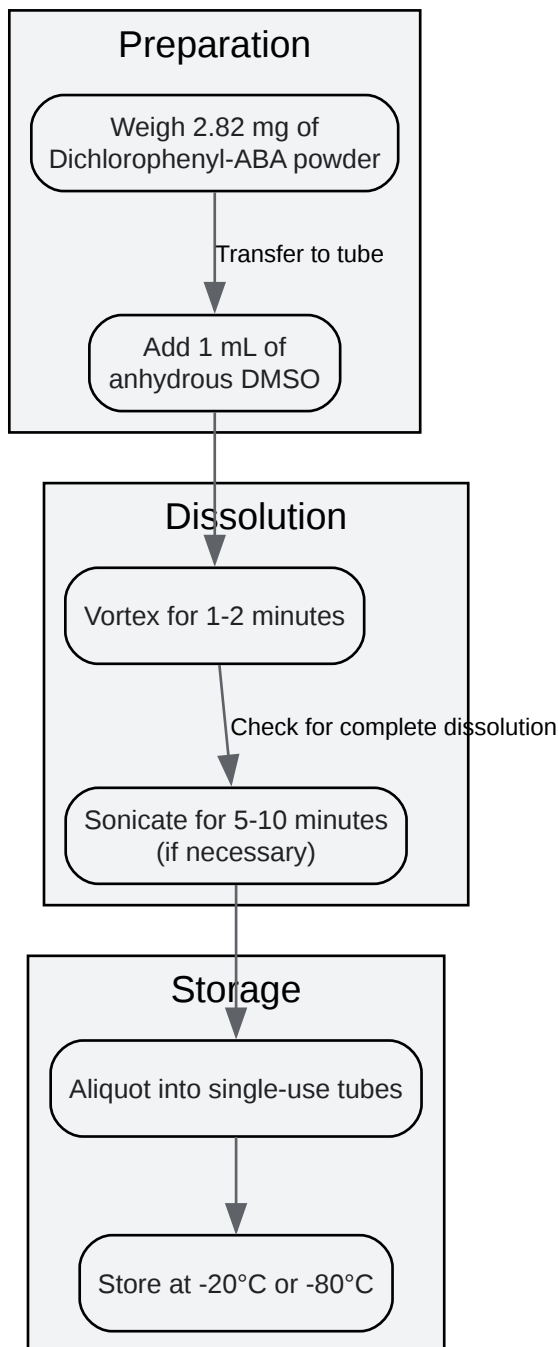 Preparation
Weigh 2.82 mg of
Dichlorophenyl-ABA powder
Transfer to tube
Add 1 mL of
anhydrous DMSO
Dissolution
Vortex for 1-2 minutes
Check for complete dissolution
Sonicate for 5-10 minutes
(if necessary)
Storage
Aliquot into single-use tubes
Store at -20°C or -80°C